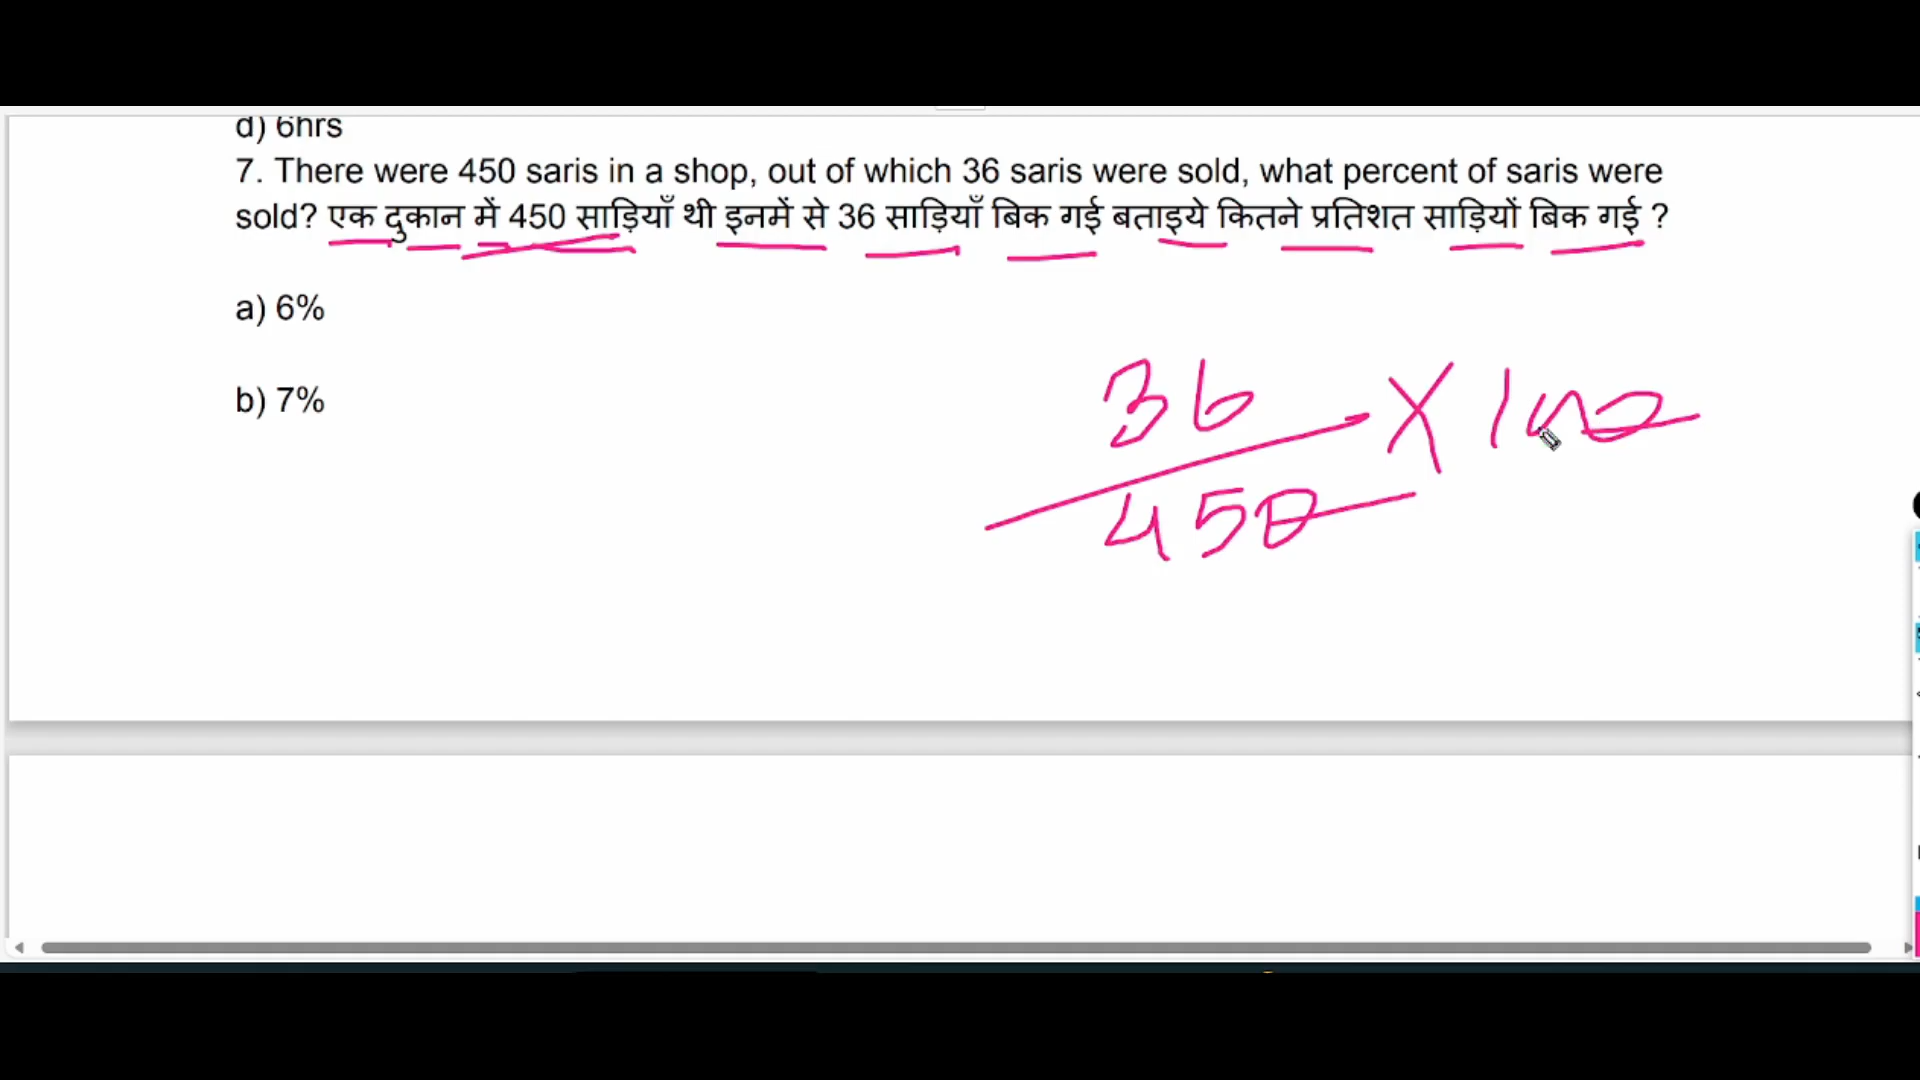 d) 6hrs
7. There were 450 saris in a shop, out of which 36 saris were sold, what percent of saris were
sold? एक दुकान में 450 साड़ियाँ थी इनमें से 36 साड़ियाँ बिक गई बताइये कितने प्रतिशत साड़ियों बिक गई ?
a) 6%
b) 7%
36
450
X 100